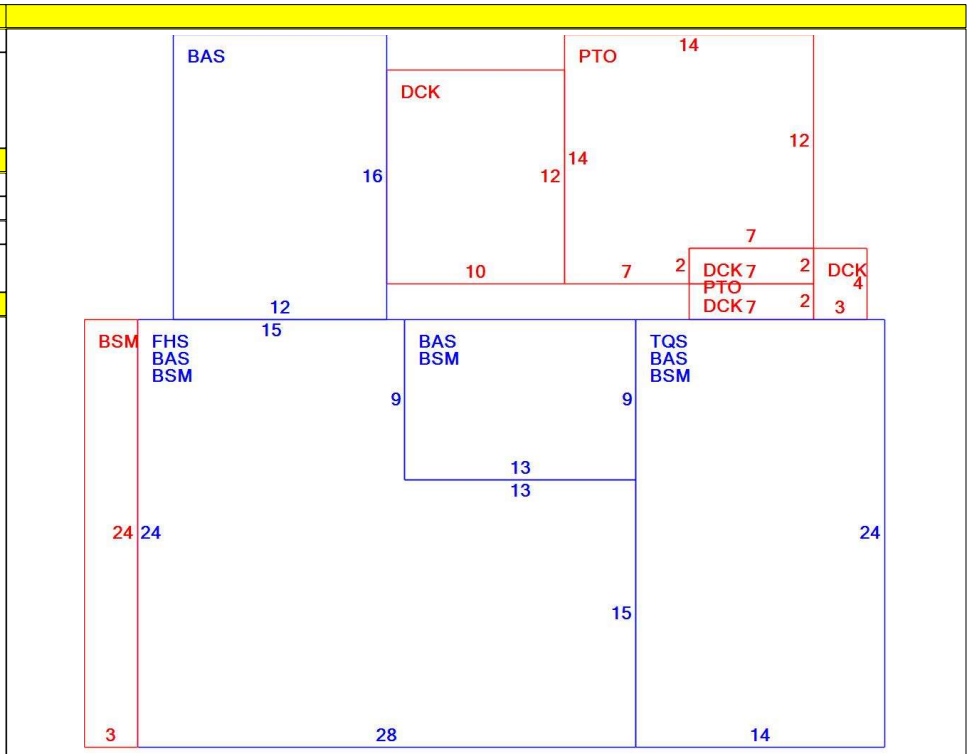 14
BAS
PTO
DCK
12
14
16
12
7
10
7
2
DCK 7
2
DCK
PTO
4
DCK 7
2
3
12
15
BSM
FHS
BAS
TQS
BAS
BSM
BAS
BSM
BSM
9
9
13
13
24
24
24
15
3
28
14